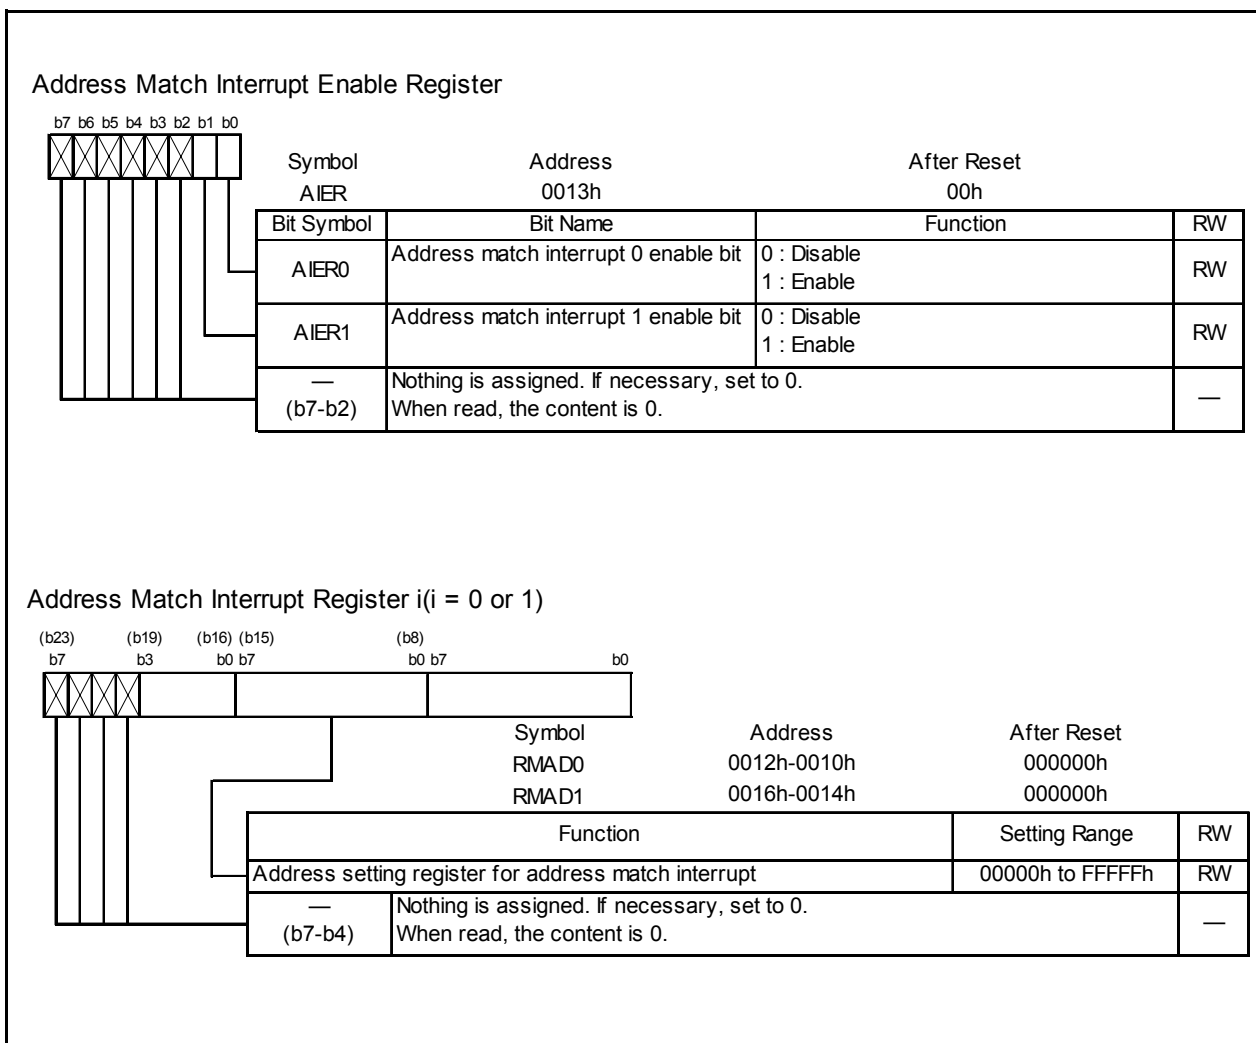 Address Match Interrupt Enable Register
b7 b6 b5 b4 b3 b2 b1 b0
Symbol Address After Reset
AIER 0013h 00h
Bit Symbol Bit Name Function RW
AIER0 Address match interrupt 0 enable bit 0 : Disable RW
1 : Enable
AIER1 Address match interrupt 1 enable bit 0 : Disable RW
1 : Enable
— Nothing is assigned. If necessary, set to 0. —
(b7-b2) When read, the content is 0.
Address Match Interrupt Register i(i = 0 or 1)
(b23) (b19) (b16) (b15) (b8)
b7 b3 b0 b7 b0 b7 b0
Symbol Address After Reset
RMAD0 0012h-0010h 000000h
RMAD1 0016h-0014h 000000h
Function Setting Range RW
Address setting register for address match interrupt 00000h to FFFFFh RW
— Nothing is assigned. If necessary, set to 0. —
(b7-b4) When read, the content is 0.